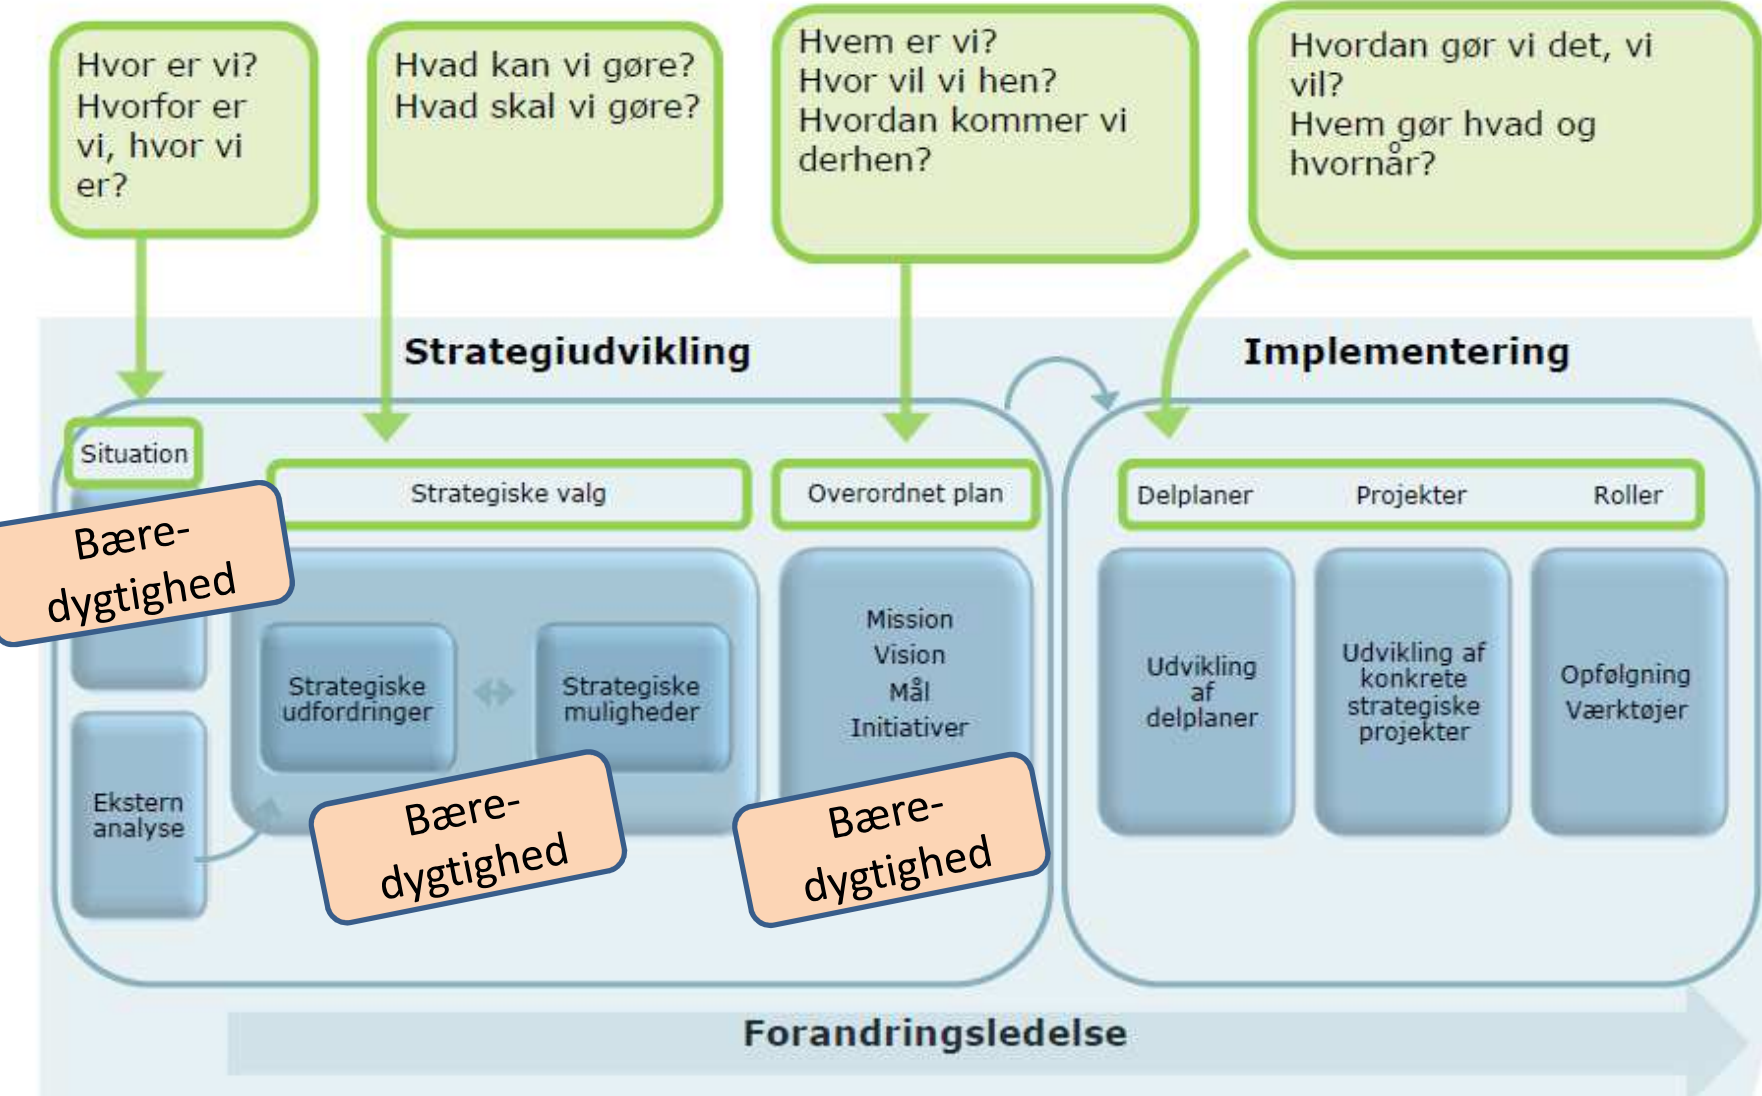 Hvor er vi?
Hvorfor er
vi, hvor vi
er?
Hvad kan vi gøre?
Hvad skal vi gøre?
Hvem er vi?
Hvor vil vi hen?
Hvordan kommer vi
derhen?
Hvordan gør vi det, vi
vil?
Hvem gør hvad og
hvornår?
Strategiudvikling
Implementering
Situation
Strategiske valg
Overordnet plan
Delplaner
Projekter
Roller
Bære-
dygtighed
Strategiske
udfordringer
Strategiske
muligheder
Mission
Vision
Mål
Initiativer
Udvikling
af
delplaner
Udvikling af
konkrete
strategiske
projekter
Opfølgning
Værktøjer
Ekstern
analyse
Bære-
dygtighed
Bære-
dygtighed
Forandringsledelse